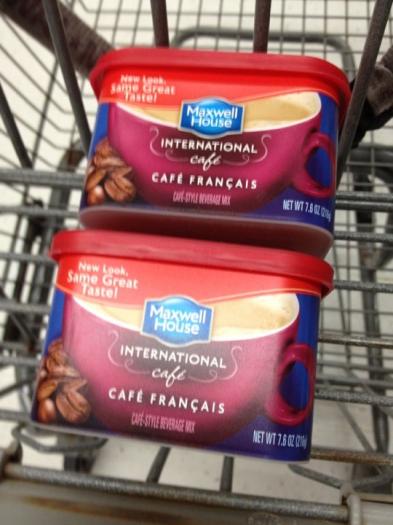 New Look,
Same Great
Taste!
Maxwell
House
INTERNATIONAL
café
CAFÉ FRANÇAIS
CAFÉ-STYLE BEVERAGE MIX
NET WT 7.6 OZ (216g)
New Look,
Same Great
Taste!
Maxwell
House
INTERNATIONAL
café
CAFÉ FRANÇAIS
CAFÉ-STYLE BEVERAGE MIX
NET WT 7.6 OZ (216g)